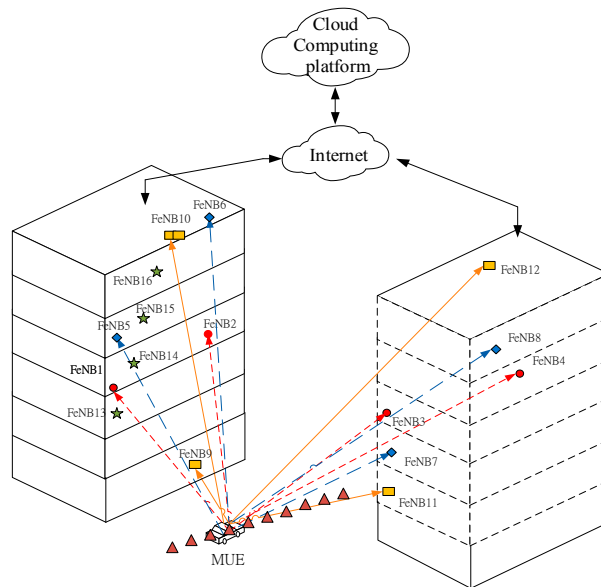 Cloud
Computing
platform
Internet
FeNB6
FeNB10
FeNB12
FeNB16
FeNB15
FeNB5
FeNB2
FeNB8
FeNB14
FeNB4
FeNB1
FeNB13
FeNB3
FeNB9
FeNB7
FeNB11
MUE